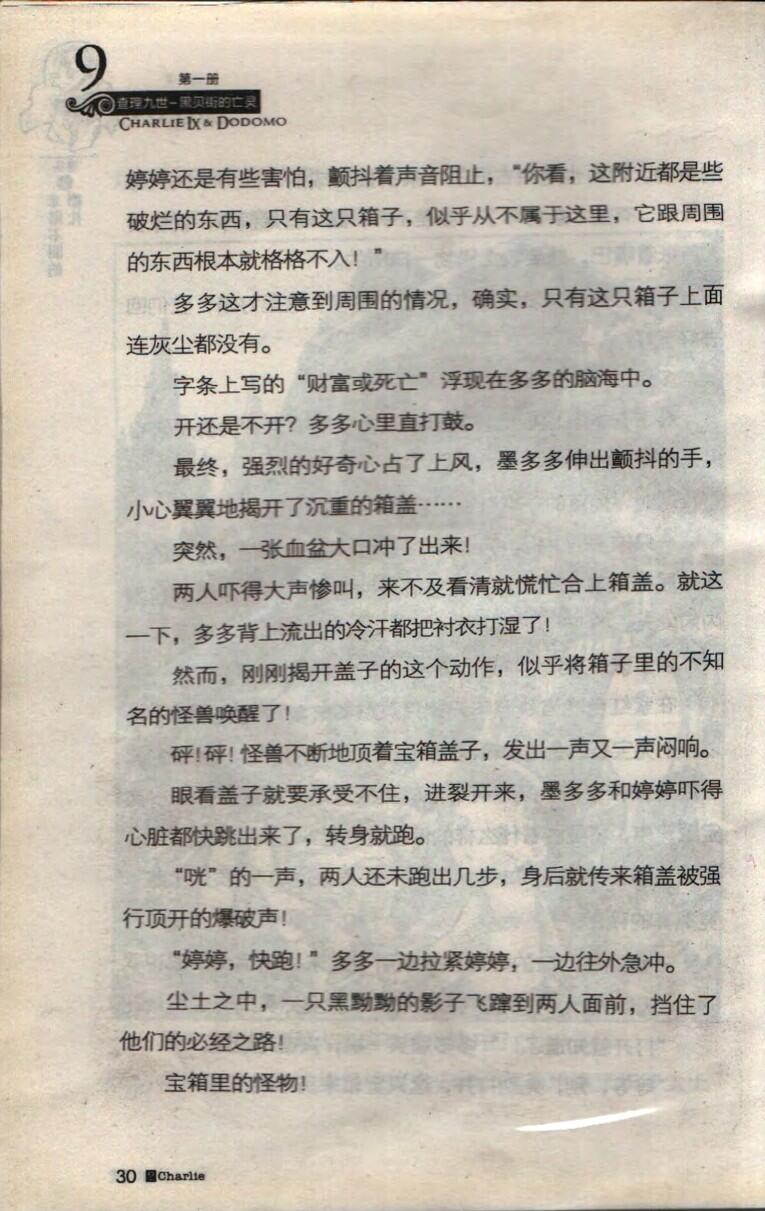 9
第一册
查理九世-黑贝街的亡灵
CHARLIE IX & DODOMO
婷婷还是有些害怕，颤抖着声音阻止，“你看，这附近都是些
破烂的东西，只有这只箱子，似乎从不属于这里，它跟周围
的东西根本就格格不入！”
多多这才注意到周围的情况，确实，只有这只箱子上面
连灰尘都没有。
字条上写的“财富或死亡”浮现在多多的脑海中。
开还是不开？多多心里直打鼓。
最终，强烈的好奇心占了上风，墨多多伸出颤抖的手，
小心翼翼地揭开了沉重的箱盖……
突然，一张血盆大口冲了出来！
两人吓得大声惨叫，来不及看清就慌忙合上箱盖。就这
一下，多多背上流出的冷汗都把衬衣打湿了！
然而，刚刚揭开盖子的这个动作，似乎将箱子里的不知
名的怪兽唤醒了！
砰！砰！怪兽不断地顶着宝箱盖子，发出一声又一声闷响。
眼看盖子就要承受不住，迸裂开来，墨多多和婷婷吓得
心脏都快跳出来了，转身就跑。
“咣”的一声，两人还未跑出几步，身后就传来箱盖被强
行顶开的爆破声！
“婷婷，快跑！”多多一边拉紧婷婷，一边往外急冲。
尘土之中，一只黑黝黝的影子飞蹿到两人面前，挡住了
他们的必经之路！
宝箱里的怪物！
30 Charlie